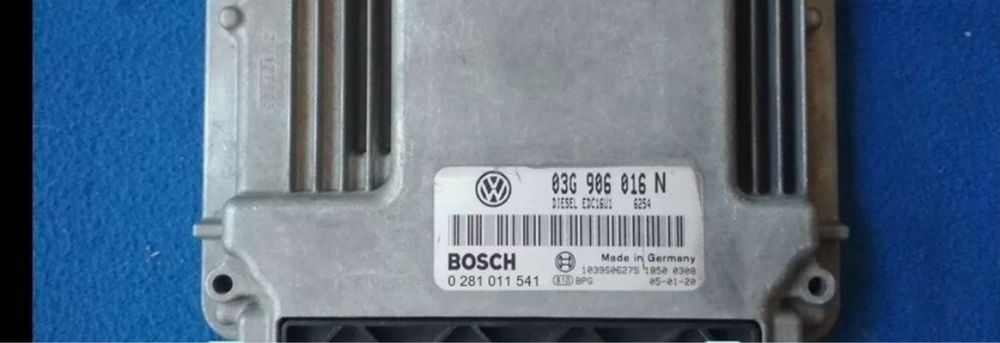 03G 906 016 N
DIESEL EDC16U1 6254
BOSCH
Made in Germany
0 281 011 541
1039S06275 1850 0308
BPG 05-01-20